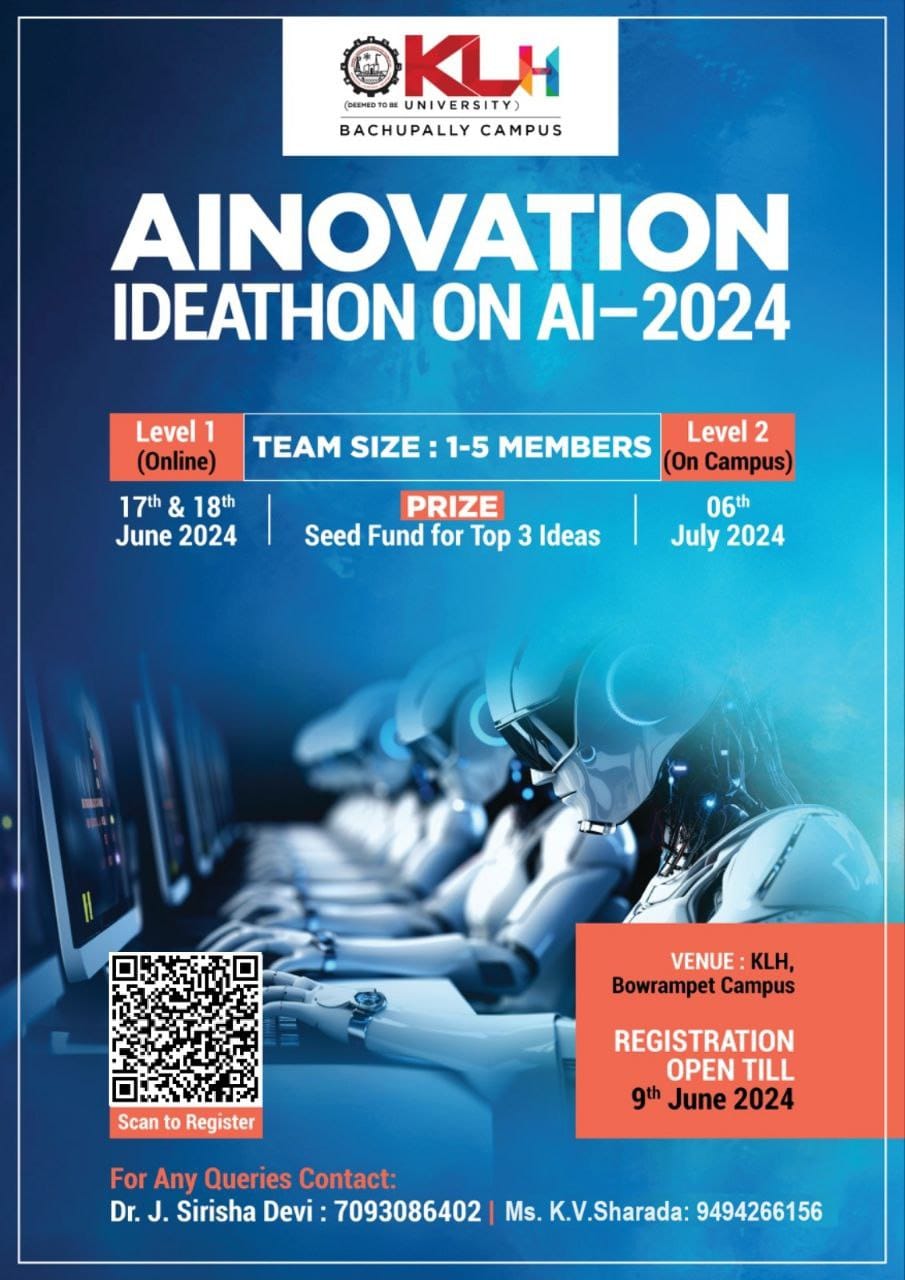 KLH
(DEEMED TO BE UNIVERSITY)
BACHUPALLY CAMPUS
AINOVATION
IDEATHON ON AI–2024
Level 1
(Online)
TEAM SIZE : 1-5 MEMBERS
Level 2
(On Campus)
17th & 18th
June 2024
PRIZE
Seed Fund for Top 3 Ideas
06th
July 2024
VENUE : KLH,
Bowrampet Campus
REGISTRATION
OPEN TILL
9th June 2024
Scan to Register
For Any Queries Contact:
Dr. J. Sirisha Devi : 7093086402 | Ms. K.V.Sharada: 9494266156